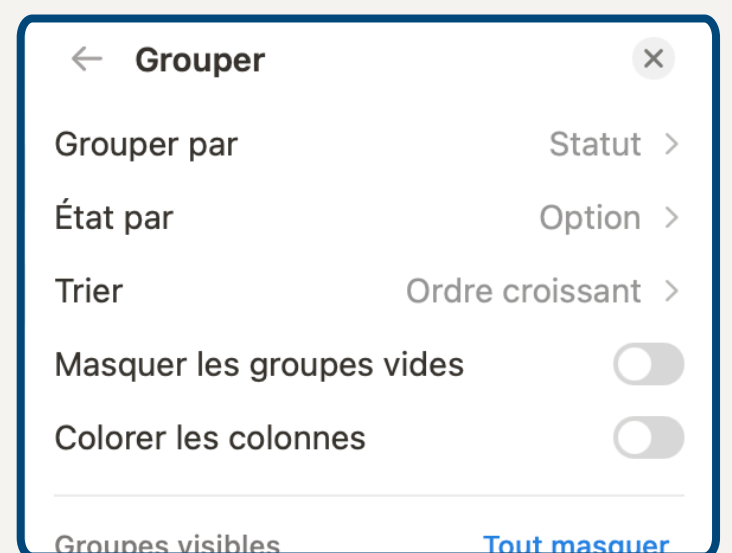 Grouper
Grouper par Statut
État par Option
Trier Ordre croissant
Masquer les groupes vides
Colorer les colonnes
Groupes visibles Tout masquer